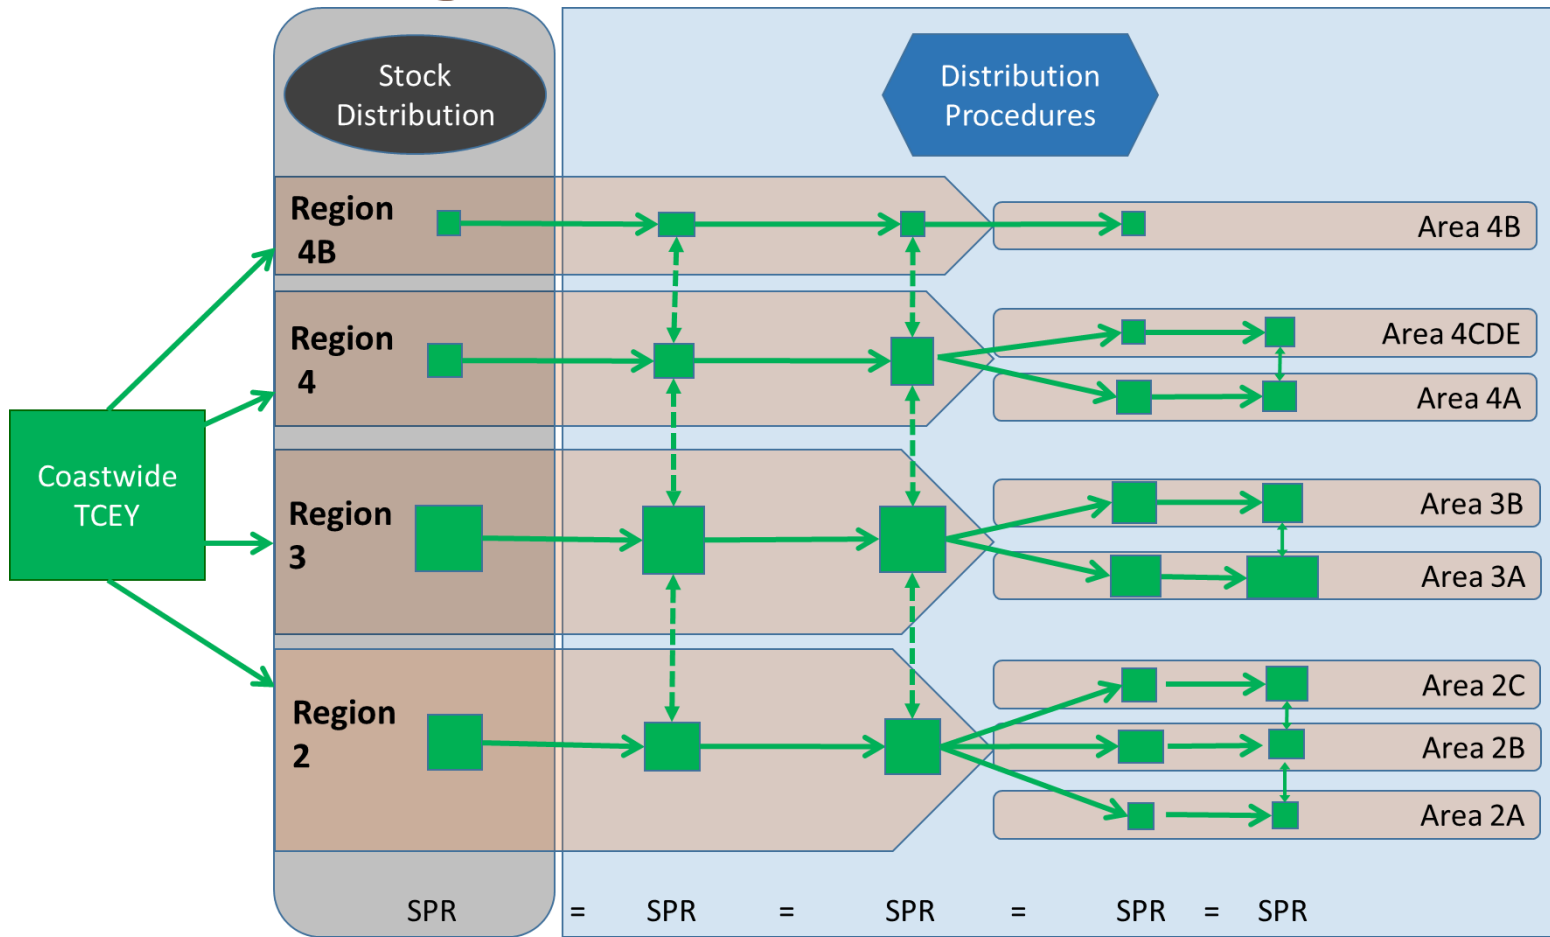 Stock
Distribution
Distribution
Procedures
Region
4B
Area 4B
Region
4
Area 4CDE
Area 4A
Coastwide
TCEY
Region
3
Area 3B
Area 3A
Region
2
Area 2C
Area 2B
Area 2A
SPR = SPR = SPR = SPR = SPR